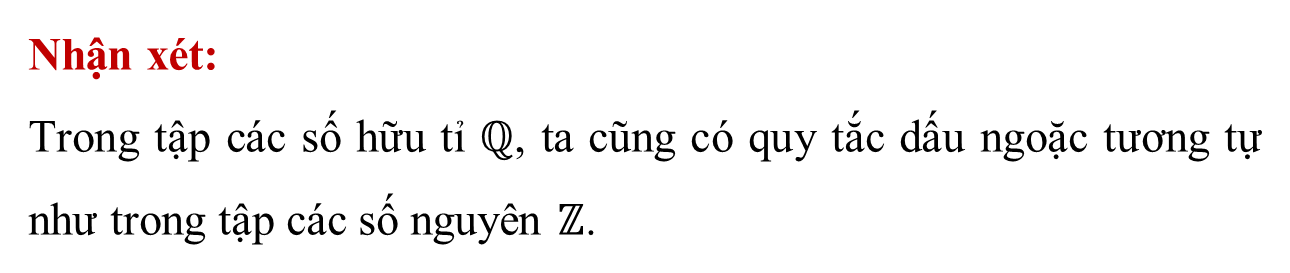 Nhận xét:
Trong tập các số hữu tỉ ℚ, ta cũng có quy tắc dấu ngoặc tương tự
như trong tập các số nguyên ℤ.